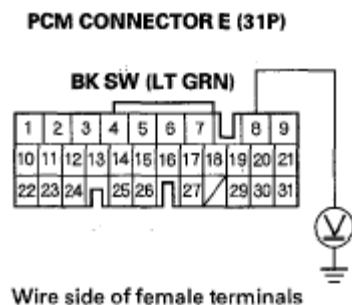 PCM CONNECTOR E (31P)
BK SW (LT GRN)
1 2 3 4 5 6 7 8 9
10 11 12 13 14 15 16 17 18 19 20 21
22 23 24 25 26 27 29 30 31
V
Wire side of female terminals